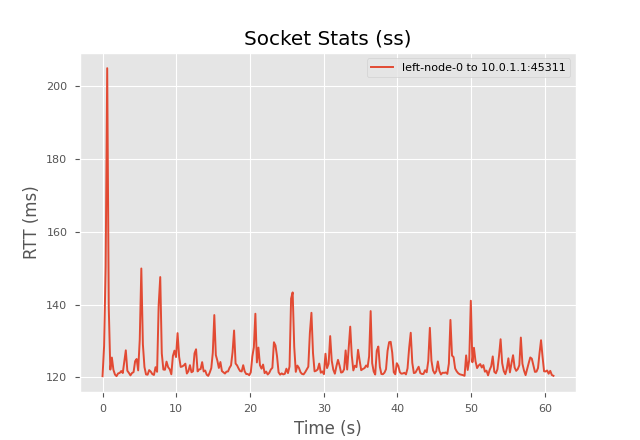 Socket Stats (ss)
left-node-0 to 10.0.1.1:45311
RTT (ms)
200
180
160
140
120
0 10 20 30 40 50 60
Time (s)